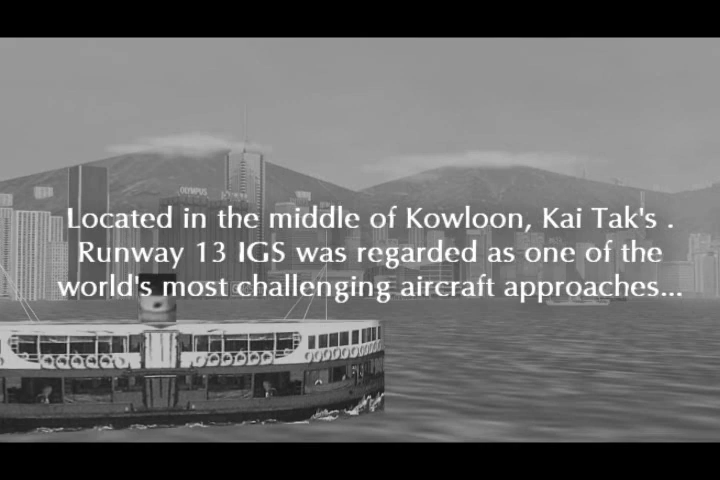 OLYMPUS
Located in the middle of Kowloon, Kai Tak's .
Runway 13 IGS was regarded as one of the
world's most challenging aircraft approaches...